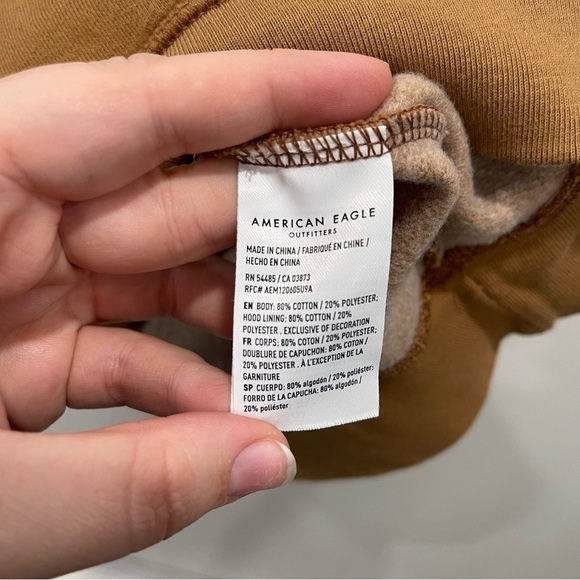 AMERICAN EAGLE
OUTFITTERS
MADE IN CHINA / FABRIQUÉ EN CHINE /
HECHO EN CHINA
RN 54485 / CA 03873
RFC# AEM120605U9A
EN BODY: 80% COTTON / 20% POLYESTER;
HOOD LINING: 80% COTTON / 20%
POLYESTER . EXCLUSIVE OF DECORATION
FR CORPS: 80% COTON / 20% POLYESTER;
DOUBLURE DE CAPUCHON: 80% COTON /
20% POLYESTER . À L'EXCEPTION DE LA
GARNITURE
SP CUERPO: 80% algodón / 20% poliéster;
FORRO DE LA CAPUCHA: 80% algodón /
20% poliéster